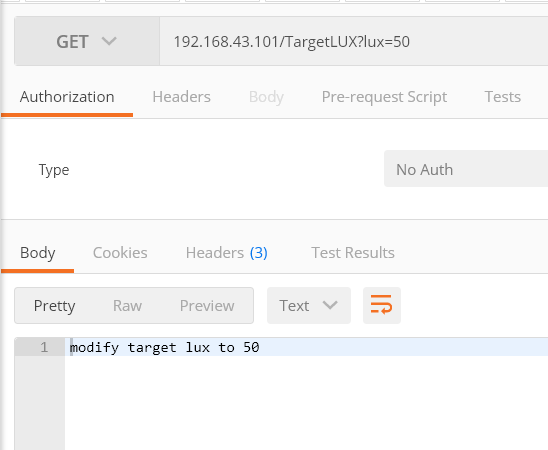 GET 192.168.43.101/TargetLUX?lux=50
Authorization Headers Body Pre-request Script Tests
Type No Auth
Body Cookies Headers (3) Test Results
Pretty Raw Preview Text
1 modify target lux to 50